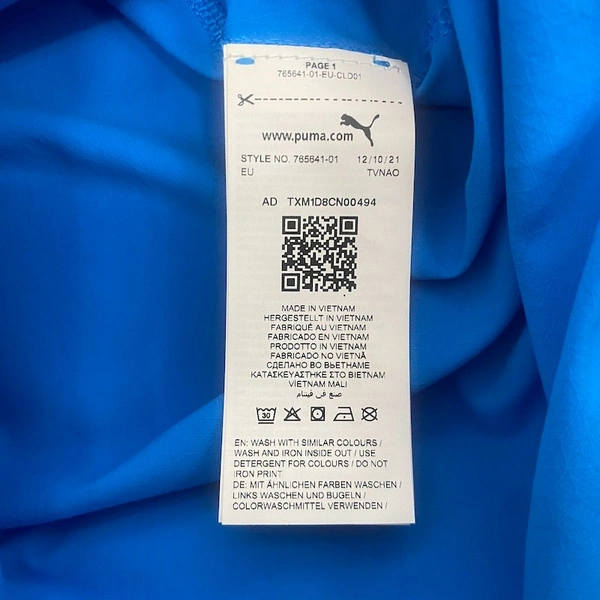 PAGE 1
765641-01-EU-CLD01
www.puma.com
STYLE NO. 765641-01 12/10/21
EU TVNAO
AD TXM1D8CN00494
MADE IN VIETNAM
HERGESTELLT IN VIETNAM
FABRIQUÉ AU VIETNAM
FABRICADO EN VIETNAM
PRODOTTO IN VIETNAM
FABRICADO NO VIETNÃ
СДЕЛАНО ВО ВЬЕТНАМЕ
ΚΑΤΑΣΚΕΥΑΣΤΗΚΕ ΣΤΟ ΒΙΕΤΝΑΜ
VİETNAM MALI
صنع في فيتنام
30
EN: WASH WITH SIMILAR COLOURS /
WASH AND IRON INSIDE OUT / USE
DETERGENT FOR COLOURS / DO NOT
IRON PRINT
DE: MIT ÄHNLICHEN FARBEN WASCHEN /
LINKS WASCHEN UND BUGELN /
COLORWASCHMITTEL VERWENDEN /